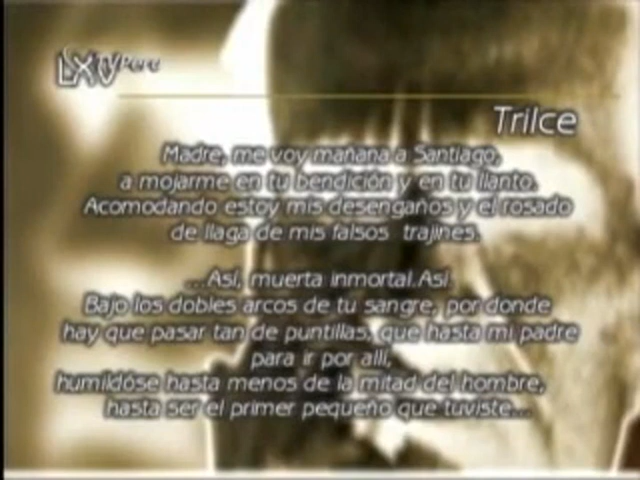 LXV
TV Perú
Trilce
Madre, me voy mañana a Santiago,
a mojarme en tu bendición y en tu llanto.
Acomodando estoy mis desengaños y el rosado
de llaga de mis falsos trajines.
...Así, muerta inmortal.Así.
Bajo los dobles arcos de tu sangre, por donde
hay que pasar tan de puntillas, que hasta mi padre
para ir por allí,
humildóse hasta menos de la mitad del hombre,
hasta ser el primer pequeño que tuviste...